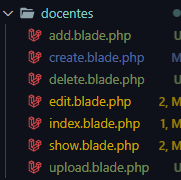 docentes
add.blade.php U
create.blade.php M
delete.blade.php U
edit.blade.php 2, M
index.blade.php 1, M
show.blade.php 2, M
upload.blade.php U